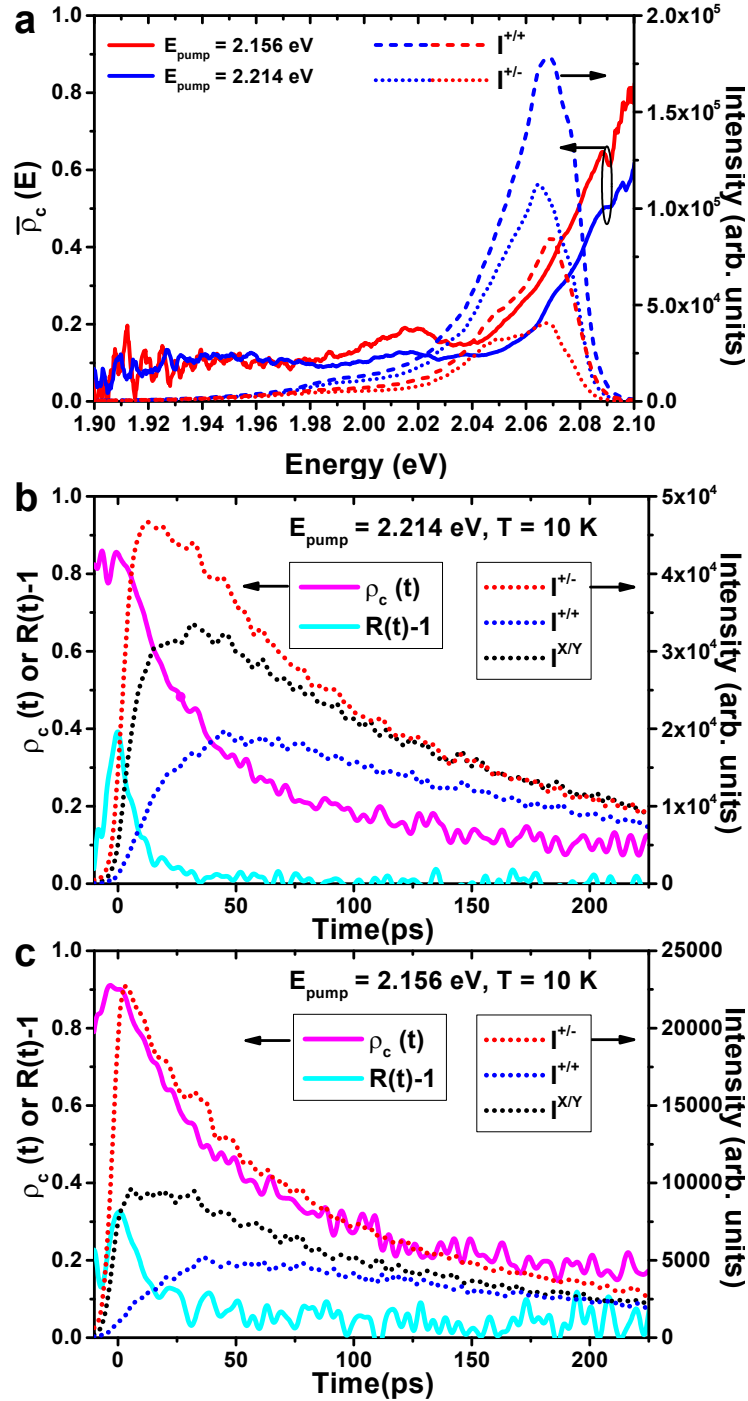 a
E_pump = 2.156 eV
E_pump = 2.214 eV
I^+/+
I^+/-
ρ̅_c (E)
1.0
0.8
0.6
0.4
0.2
0.0
2.0x10^5
1.5x10^5
1.0x10^5
5.0x10^4
0.0
Intensity (arb. units)
1.90 1.92 1.94 1.96 1.98 2.00 2.02 2.04 2.06 2.08 2.10
Energy (eV)
b
E_pump = 2.214 eV, T = 10 K
ρ_c (t)
R(t)-1
I^+/-
I^+/+
I^X/Y
ρ_c (t) or R(t)-1
1.0
0.8
0.6
0.4
0.2
0.0
5x10^4
4x10^4
3x10^4
2x10^4
1x10^4
0
Intensity (arb. units)
0 50 100 150 200
Time(ps)
c
E_pump = 2.156 eV, T = 10 K
ρ_c (t)
R(t)-1
I^+/-
I^+/+
I^X/Y
ρ_c (t) or R(t)-1
1.0
0.8
0.6
0.4
0.2
0.0
25000
20000
15000
10000
5000
0
Intensity (arb. units)
0 50 100 150 200
Time(ps)